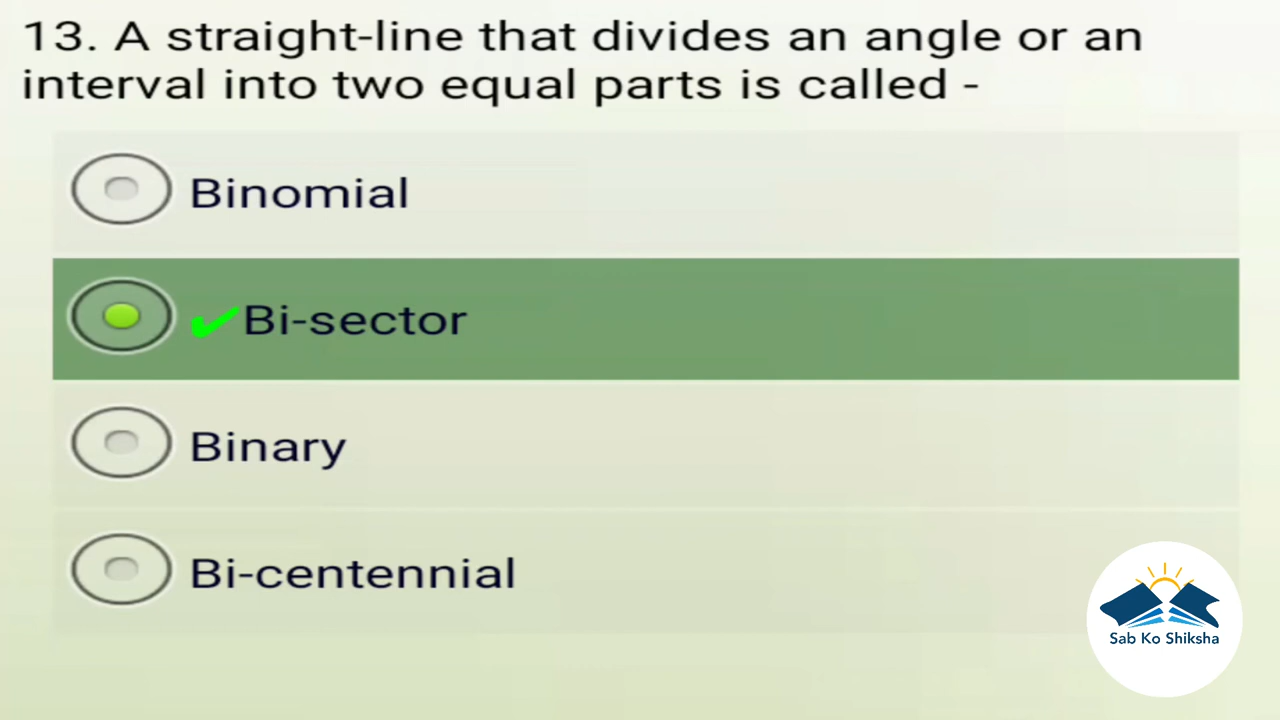 13. A straight-line that divides an angle or an
interval into two equal parts is called -
Binomial
✔Bi-sector
Binary
Bi-centennial
Sab Ko Shiksha